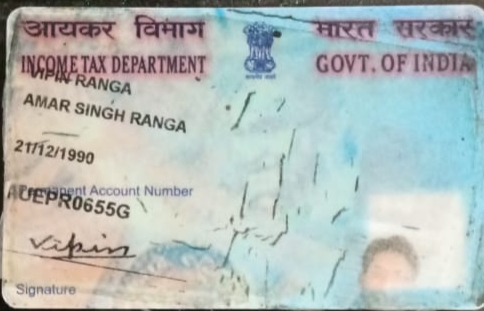 आयकर विभाग
भारत सरकार
INCOME TAX DEPARTMENT
GOVT. OF INDIA
VIPIN RANGA
AMAR SINGH RANGA
21/12/1990
Permanent Account Number
AUEPR0655G
Vipin
Signature